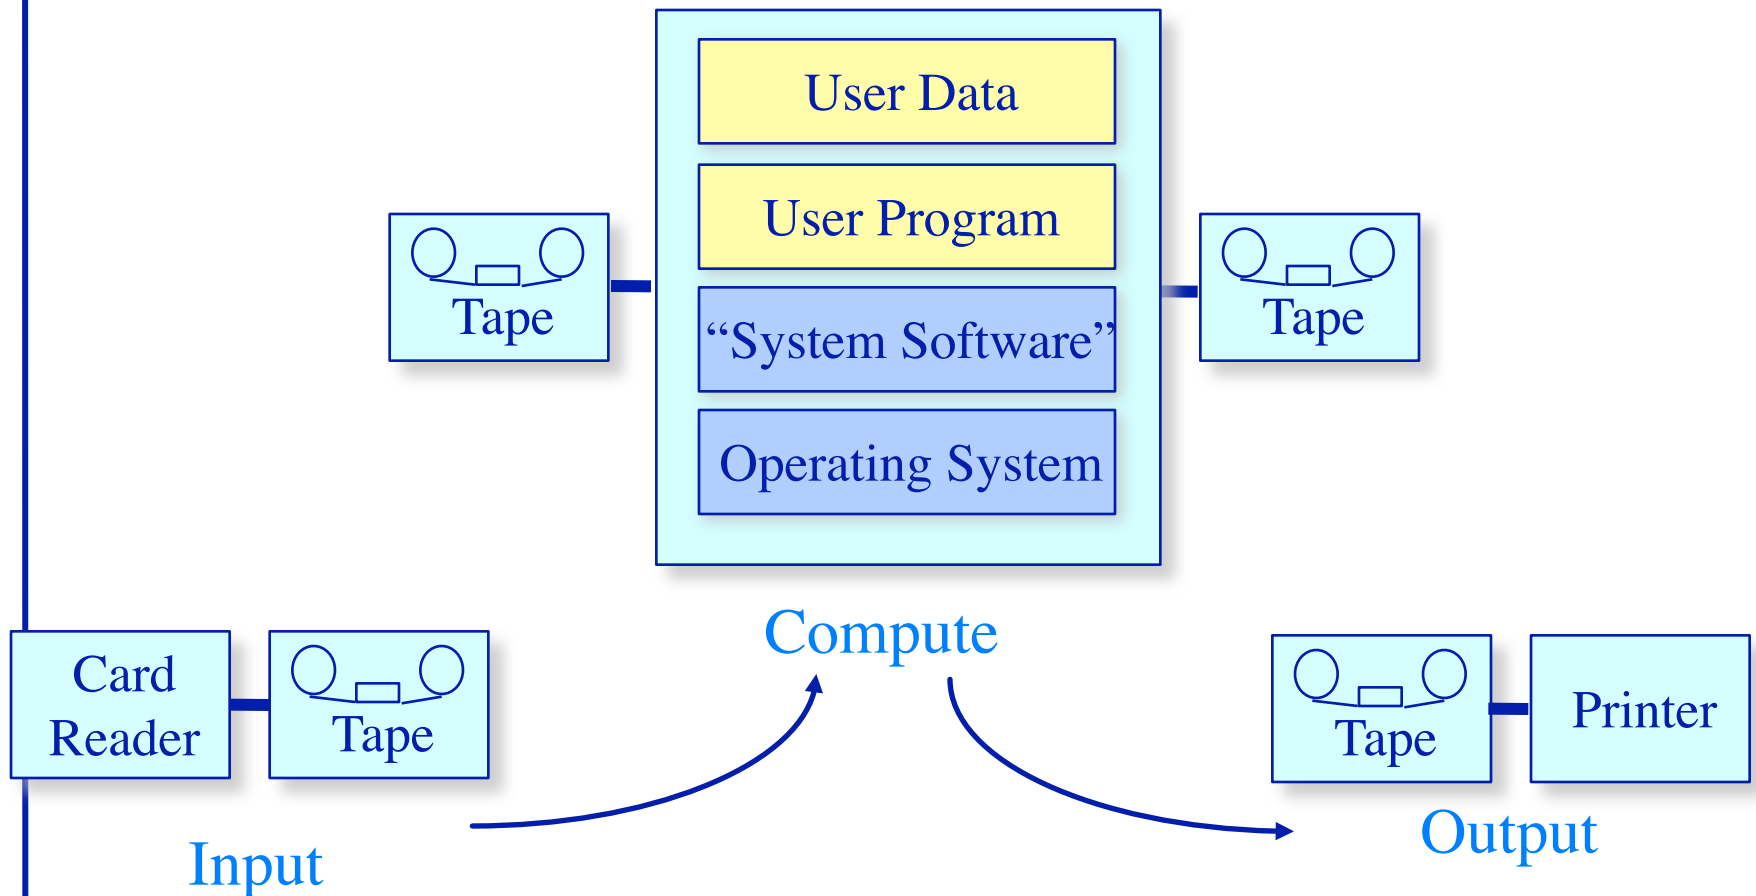 User Data
User Program
Tape
“System Software”
Tape
Operating System
Compute
Card
Reader
Tape
Tape
Printer
Input
Output